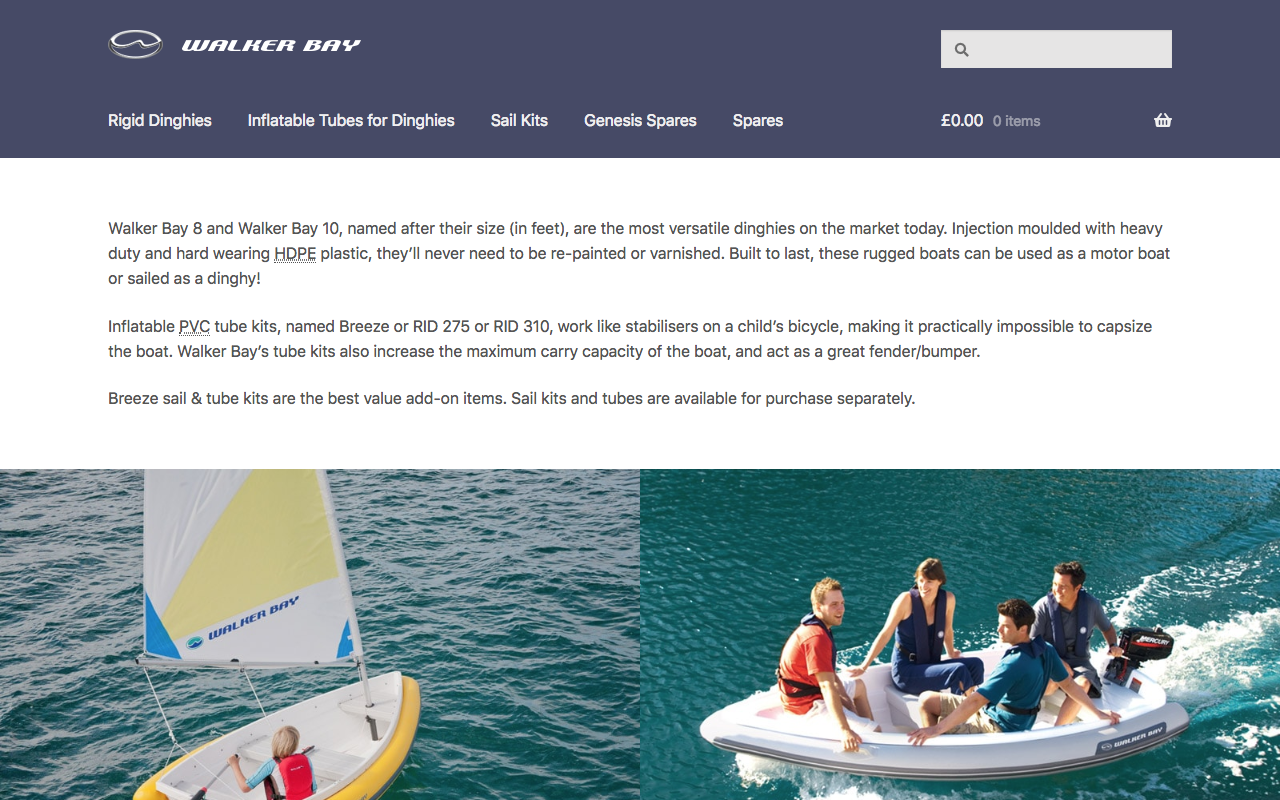 WALKER BAY
Rigid Dinghies
Inflatable Tubes for Dinghies
Sail Kits
Genesis Spares
Spares
£0.00 0 items
Walker Bay 8 and Walker Bay 10, named after their size (in feet), are the most versatile dinghies on the market today. Injection moulded with heavy
duty and hard wearing HDPE plastic, they’ll never need to be re-painted or varnished. Built to last, these rugged boats can be used as a motor boat
or sailed as a dinghy!
Inflatable PVC tube kits, named Breeze or RID 275 or RID 310, work like stabilisers on a child’s bicycle, making it practically impossible to capsize
the boat. Walker Bay’s tube kits also increase the maximum carry capacity of the boat, and act as a great fender/bumper.
Breeze sail & tube kits are the best value add-on items. Sail kits and tubes are available for purchase separately.
WALKER BAY
MERCURY
WALKER BAY